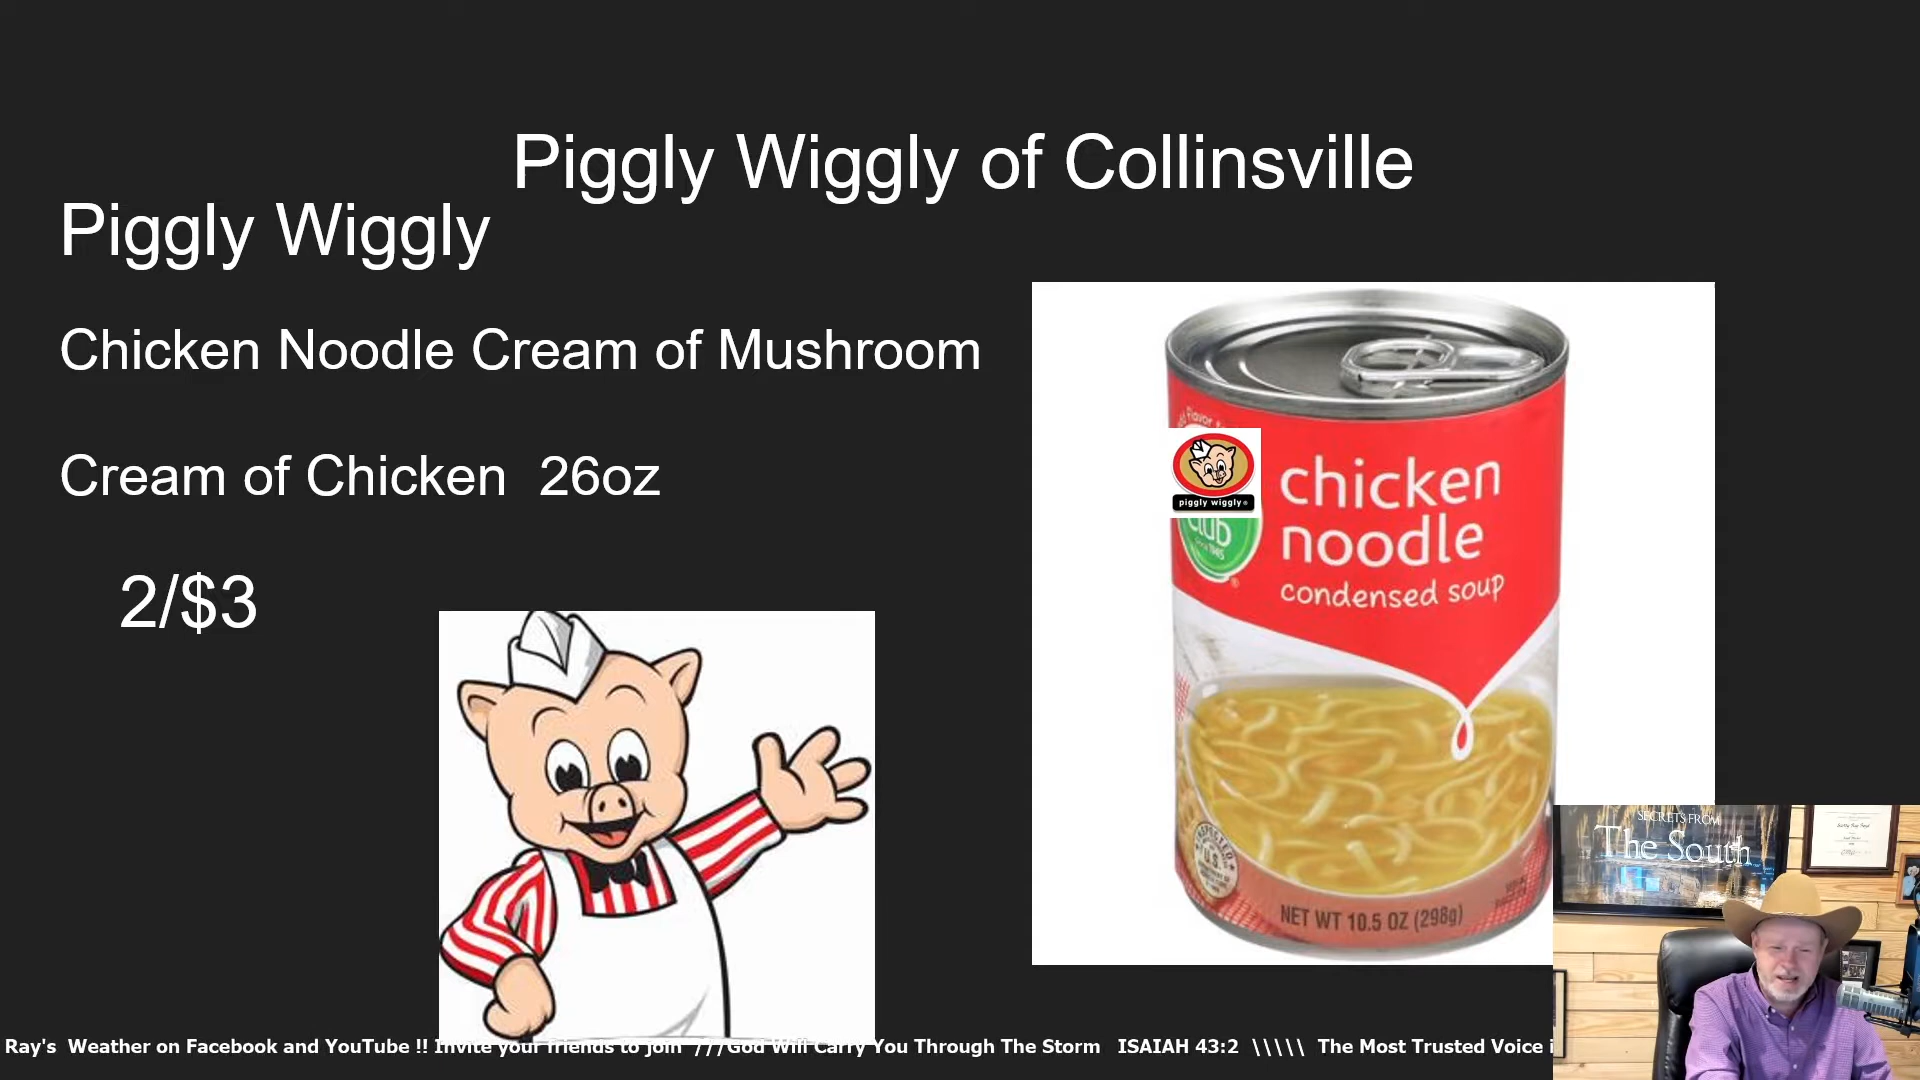 Piggly Wiggly of Collinsville
Piggly Wiggly
Chicken Noodle Cream of Mushroom
Cream of Chicken 26oz
2/$3
Flavor
piggly wiggly
club
chicken
noodle
condensed soup
U.S.
NET WT 10.5 OZ (298g)
SECRETS FROM
The South
Ray's Weather on Facebook and YouTube !! Invite your friends to join ///God Will Carry You Through The Storm ISAIAH 43:2 \\\\\ The Most Trusted Voice i